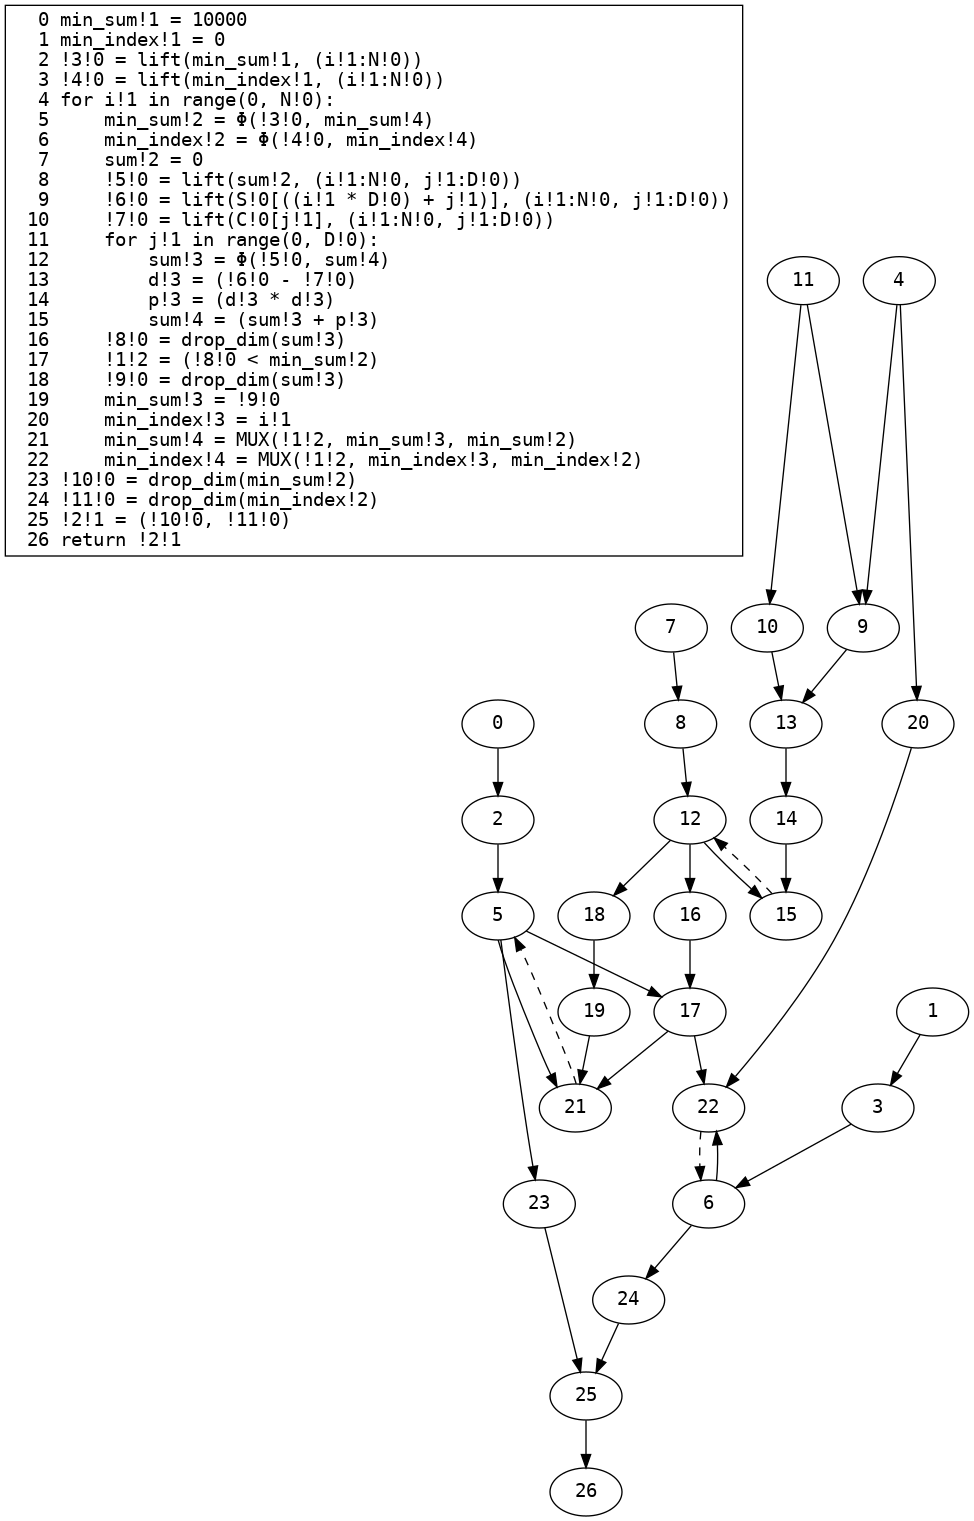 0 min_sum!1 = 10000
1 min_index!1 = 0
2 !3!0 = lift(min_sum!1, (i!1:N!0))
3 !4!0 = lift(min_index!1, (i!1:N!0))
4 for i!1 in range(0, N!0):
5     min_sum!2 = Φ(!3!0, min_sum!4)
6     min_index!2 = Φ(!4!0, min_index!4)
7     sum!2 = 0
8     !5!0 = lift(sum!2, (i!1:N!0, j!1:D!0))
9     !6!0 = lift(S!0[((i!1 * D!0) + j!1)], (i!1:N!0, j!1:D!0))
10     !7!0 = lift(C!0[j!1], (i!1:N!0, j!1:D!0))
11     for j!1 in range(0, D!0):
12         sum!3 = Φ(!5!0, sum!4)
13         d!3 = (!6!0 - !7!0)
14         p!3 = (d!3 * d!3)
15         sum!4 = (sum!3 + p!3)
16     !8!0 = drop_dim(sum!3)
17     !1!2 = (!8!0 < min_sum!2)
18     !9!0 = drop_dim(sum!3)
19     min_sum!3 = !9!0
20     min_index!3 = i!1
21     min_sum!4 = MUX(!1!2, min_sum!3, min_sum!2)
22     min_index!4 = MUX(!1!2, min_index!3, min_index!2)
23 !10!0 = drop_dim(min_sum!2)
24 !11!0 = drop_dim(min_index!2)
25 !2!1 = (!10!0, !11!0)
26 return !2!1
11 4
7 10 9
0 8 13 20
2 12 14
5 18 16 15
19 17 1
21 22 3
23 6
24
25
26